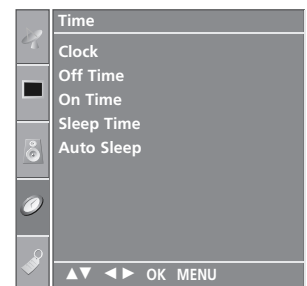 Time
Clock
Off Time
On Time
Sleep Time
Auto Sleep
▲▼ ◄► OK MENU